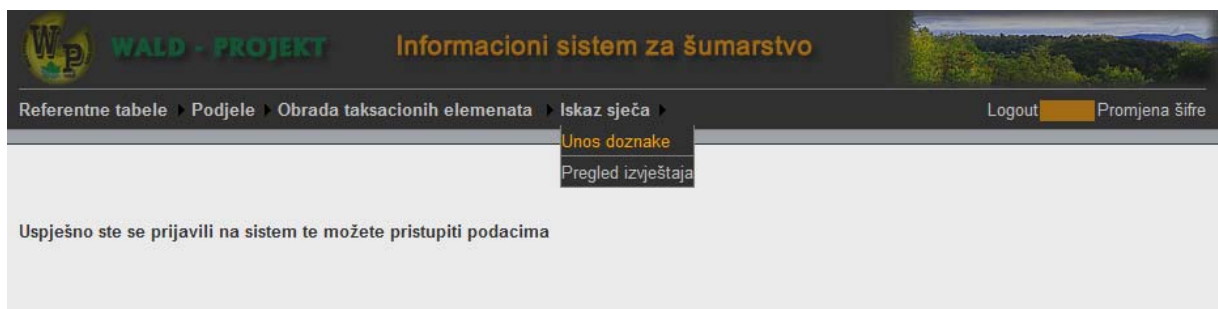 Wp WALD - PROJEKT Informacioni sistem za šumarstvo
Referentne tabele Podjele Obrada taksacionih elemenata Iskaz sječa Logout Promjena šifre
Unos doznake
Pregled izvještaja
Uspješno ste se prijavili na sistem te možete pristupiti podacima